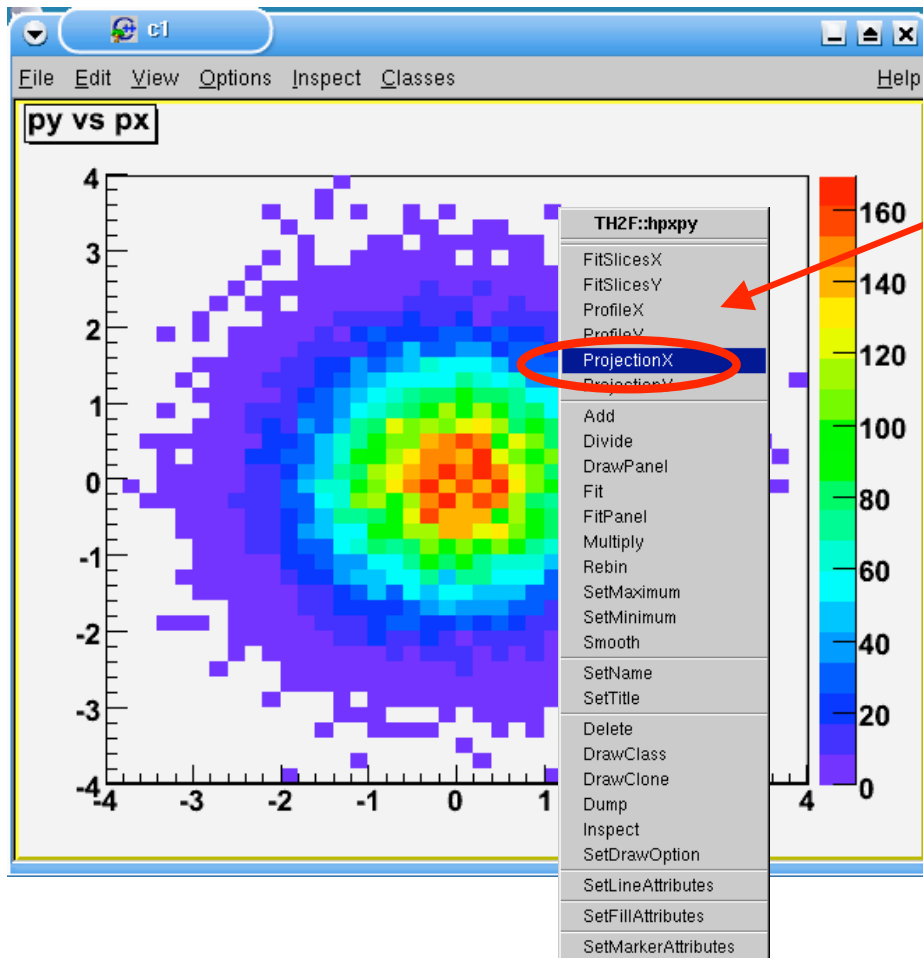 c1
File Edit View Options Inspect Classes Help
py vs px
4
3
2
1
0
-1
-2
-3
-4
-4 -3 -2 -1 0 1 4
160
140
120
100
80
60
40
20
0
TH2F::hpxpy
FitSlicesX
FitSlicesY
ProfileX
ProfileY
ProjectionX
ProjectionY
Add
Divide
DrawPanel
Fit
FitPanel
Multiply
Rebin
SetMaximum
SetMinimum
Smooth
SetName
SetTitle
Delete
DrawClass
DrawClone
Dump
Inspect
SetDrawOption
SetLineAttributes
SetFillAttributes
SetMarkerAttributes